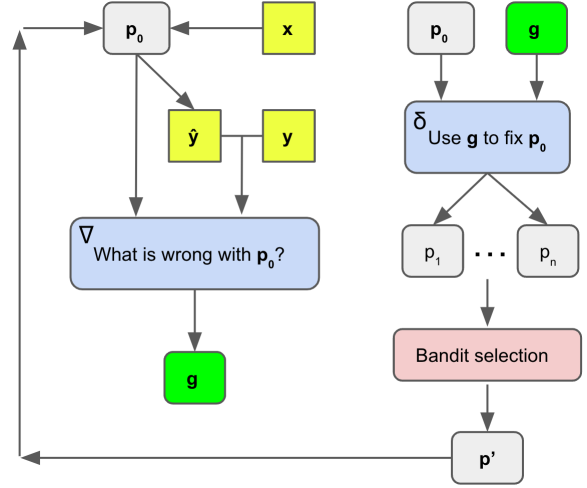 p₀
x
ŷ
y
∇
What is wrong with p₀?
g
p₀
g
δ
Use g to fix p₀
p₁
. . .
pₙ
Bandit selection
p’